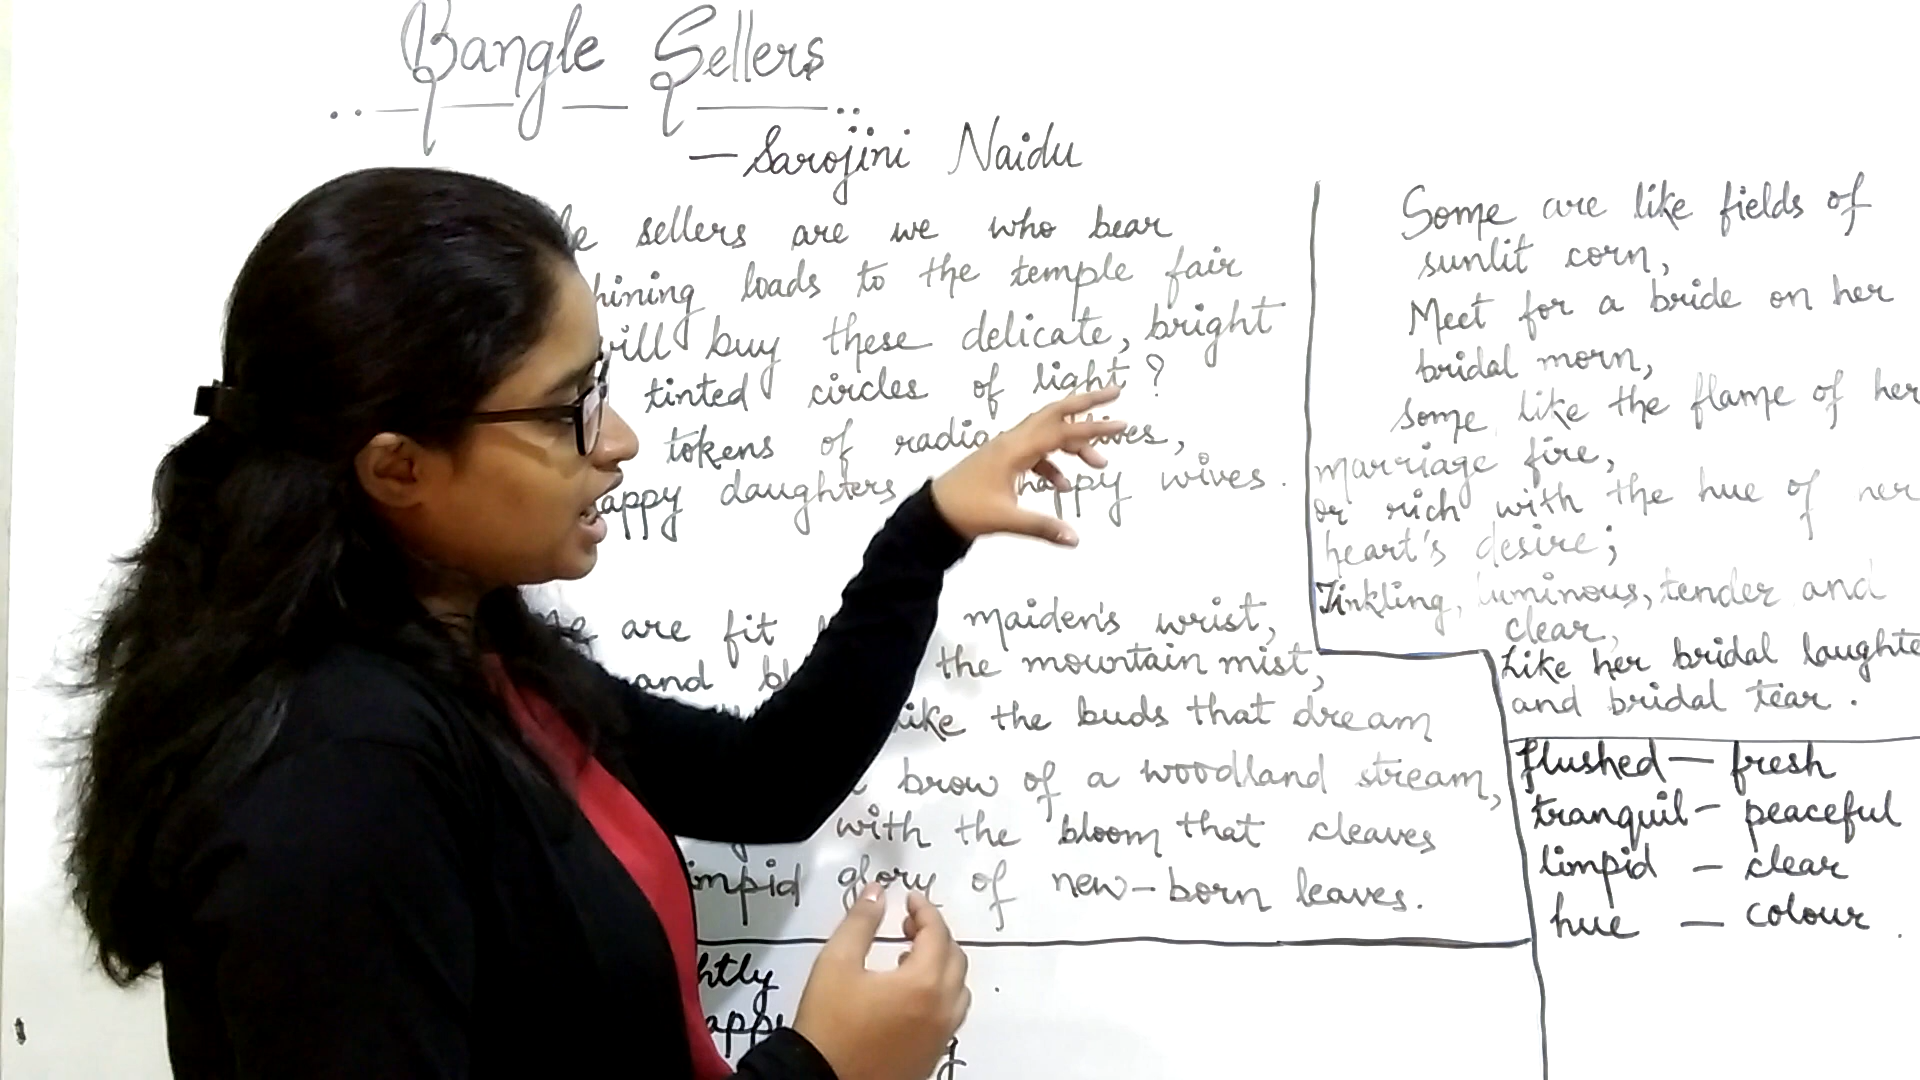 Bangle Sellers
— Sarojini Naidu
sellers are we who bear
loads to the temple fair
buy these delicate, bright
tinted circles of light?
tokens of
daughters happy wives.
are fit maiden's wrist,
and the mountain mist,
like the buds that dream
brow of a woodland stream,
with the bloom that cleaves
glory of new-born leaves.
Some are like fields of
sunlit corn,
Meet for a bride on her
bridal morn,
some like the flame of her
marriage fire,
or rich with the hue of her
heart's desire;
Tinkling, luminous, tender and
clear,
Like her bridal laughte
and bridal tear.
flushed — fresh
tranquil — peaceful
limpid — clear
hue — colour